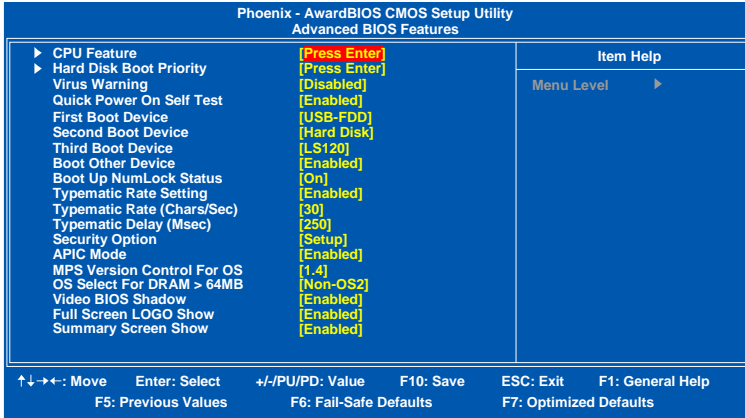 Phoenix - AwardBIOS CMOS Setup Utility
Advanced BIOS Features
CPU Feature [Press Enter]
Hard Disk Boot Priority [Press Enter]
Virus Warning [Disabled]
Quick Power On Self Test [Enabled]
First Boot Device [USB-FDD]
Second Boot Device [Hard Disk]
Third Boot Device [LS120]
Boot Other Device [Enabled]
Boot Up NumLock Status [On]
Typematic Rate Setting [Enabled]
Typematic Rate (Chars/Sec) [30]
Typematic Delay (Msec) [250]
Security Option [Setup]
APIC Mode [Enabled]
MPS Version Control For OS [1.4]
OS Select For DRAM > 64MB [Non-OS2]
Video BIOS Shadow [Enabled]
Full Screen LOGO Show [Enabled]
Summary Screen Show [Enabled]
Item Help
Menu Level
↑↓→←: Move Enter: Select +/-/PU/PD: Value F10: Save ESC: Exit F1: General Help
F5: Previous Values F6: Fail-Safe Defaults F7: Optimized Defaults